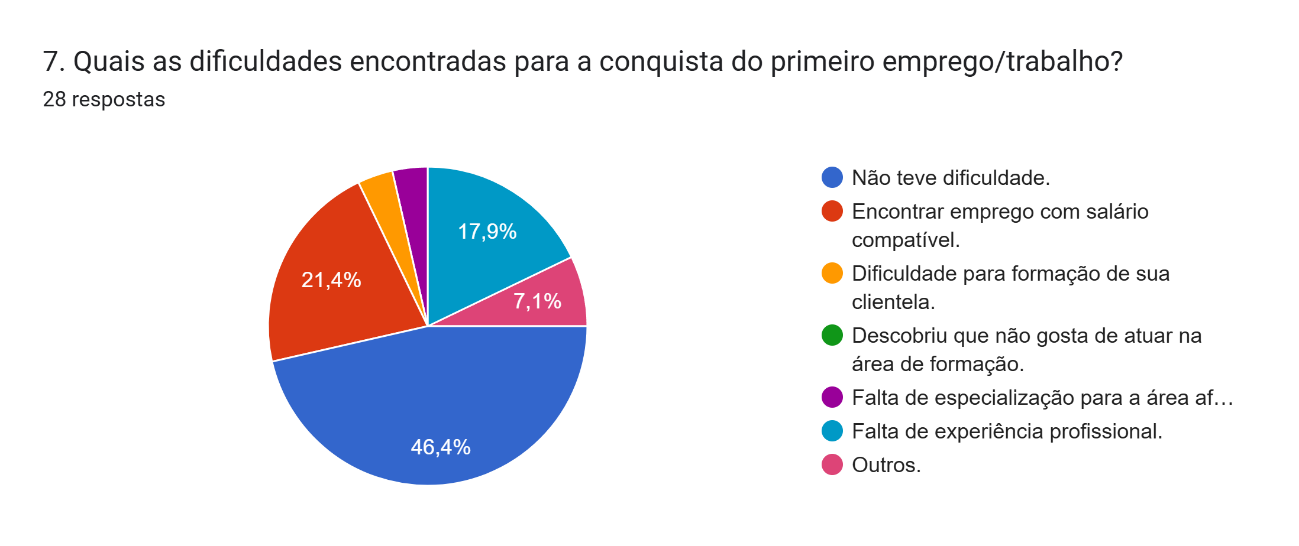 7. Quais as dificuldades encontradas para a conquista do primeiro emprego/trabalho?
28 respostas
17,9%
21,4%
7,1%
46,4%
Não teve dificuldade.
Encontrar emprego com salário
compatível.
Dificuldade para formação de sua
clientela.
Descobriu que não gosta de atuar na
área de formação.
Falta de especialização para a área af…
Falta de experiência profissional.
Outros.